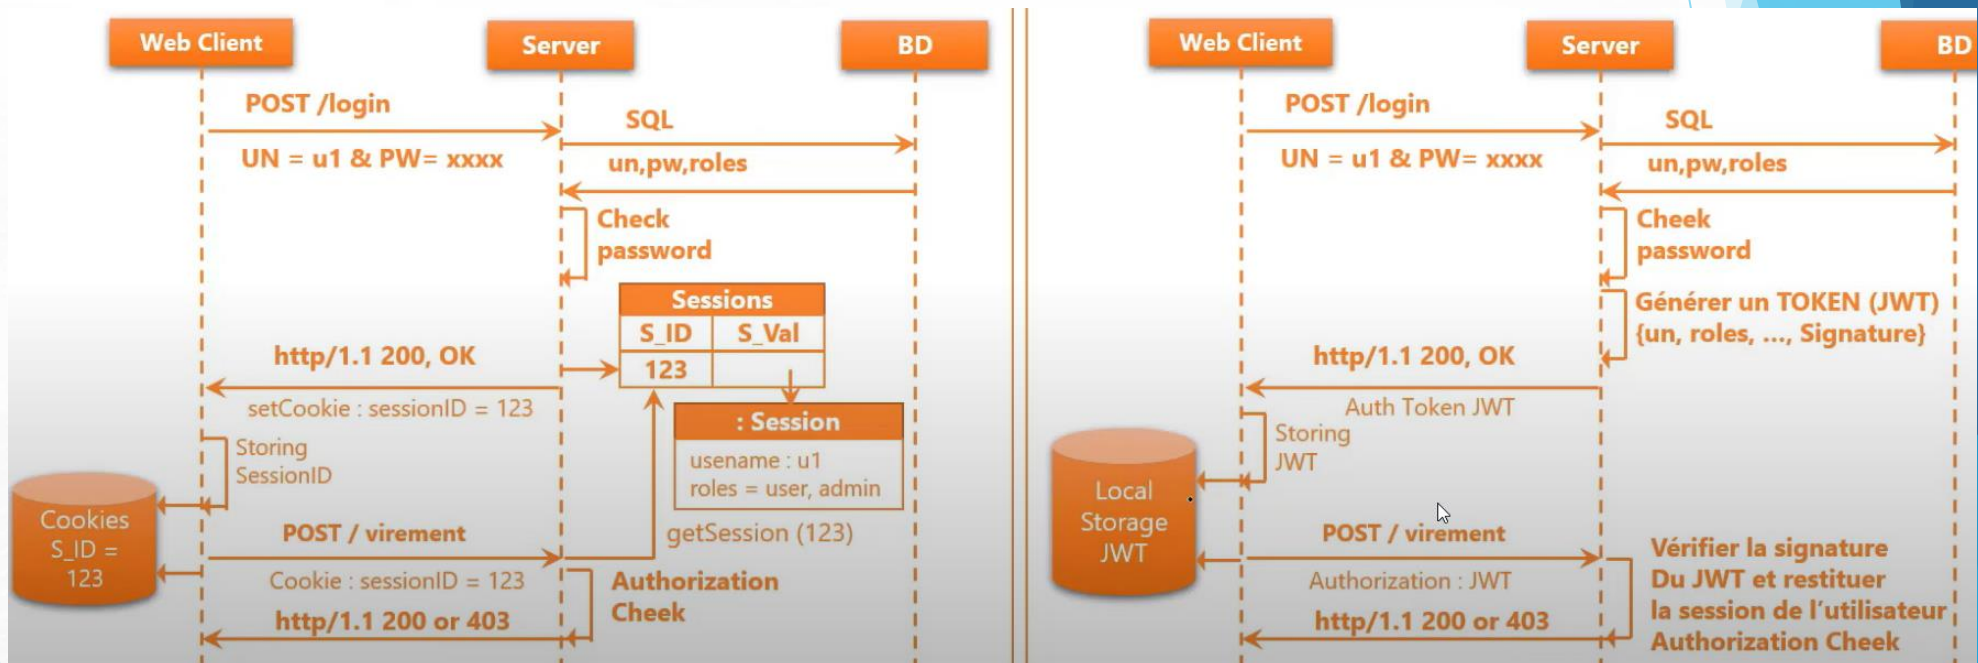 Web Client
Server
BD
POST /login
SQL
UN = u1 & PW= xxxx
un,pw,roles
Check
password
Sessions
S_ID
S_Val
123
http/1.1 200, OK
setCookie : sessionID = 123
: Session
usename : u1
roles = user, admin
Storing
SessionID
Cookies
S_ID =
123
POST / virement
getSession (123)
Cookie : sessionID = 123
Authorization
Cheek
http/1.1 200 or 403
Web Client
Server
BD
POST /login
SQL
UN = u1 & PW= xxxx
un,pw,roles
Cheek
password
Générer un TOKEN (JWT)
{un, roles, ..., Signature}
http/1.1 200, OK
Auth Token JWT
Storing
JWT
Local
Storage
JWT
POST / virement
Authorization : JWT
Vérifier la signature
Du JWT et restituer
la session de l'utilisateur
Authorization Cheek
http/1.1 200 or 403